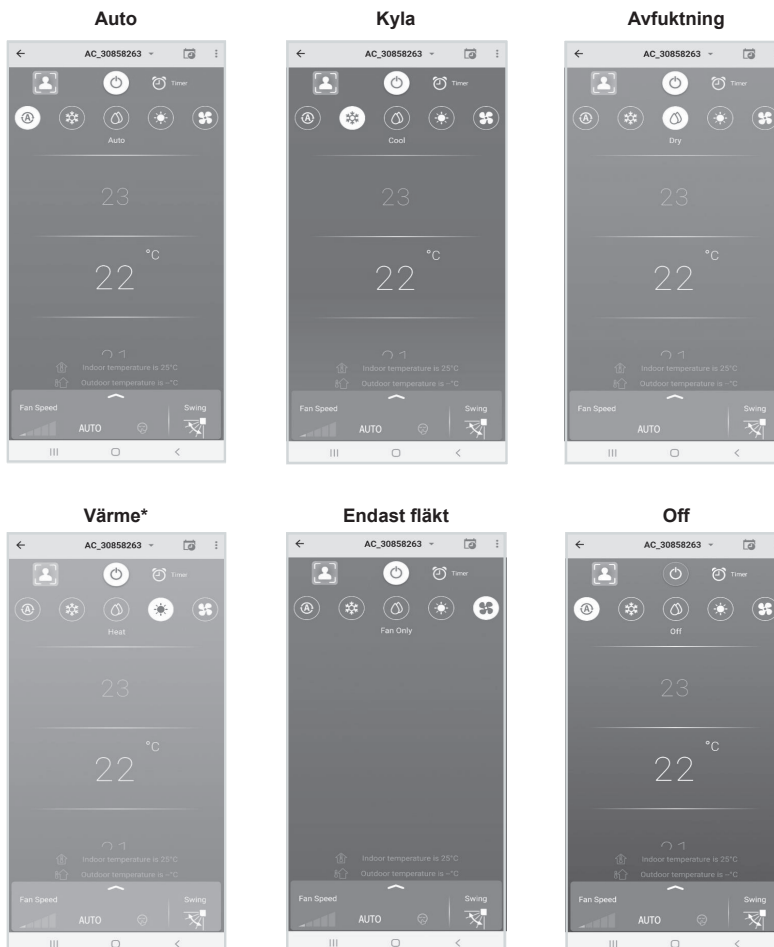 Auto
AC_30858263
Timer
Auto
23
22 °C
21
Indoor temperature is 25°C
Outdoor temperature is --°C
Fan Speed
Swing
AUTO
Kyla
AC_30858263
Timer
Cool
23
22 °C
21
Indoor temperature is 25°C
Outdoor temperature is --°C
Fan Speed
Swing
AUTO
Avfuktning
AC_30858263
Timer
Dry
23
22 °C
21
Indoor temperature is 25°C
Outdoor temperature is --°C
Fan Speed
Swing
AUTO
Värme*
AC_30858263
Timer
Heat
23
22 °C
21
Indoor temperature is 25°C
Outdoor temperature is --°C
Fan Speed
Swing
AUTO
Endast fläkt
AC_30858263
Timer
Fan Only
Indoor temperature is 25°C
Outdoor temperature is --°C
Fan Speed
Swing
AUTO
Off
AC_30858263
Timer
Off
23
22 °C
21
Indoor temperature is 25°C
Outdoor temperature is --°C
Fan Speed
Swing
AUTO